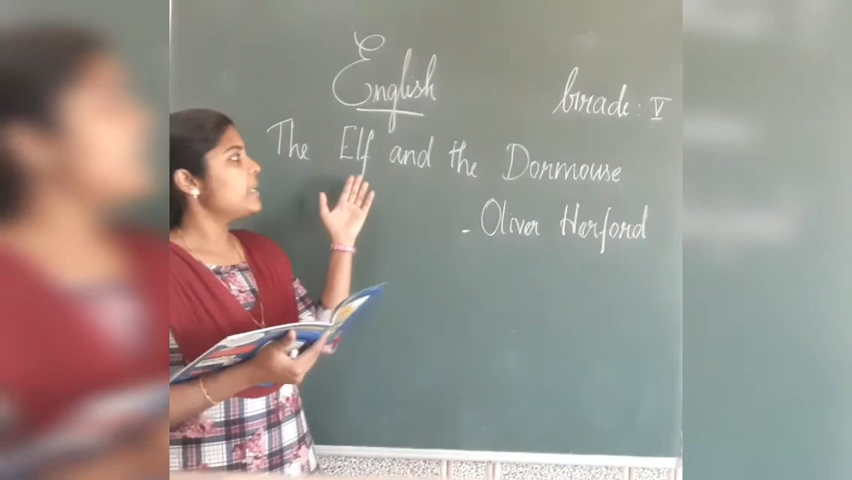 English
Grade: V
The Elf and the Dormouse
- Oliver Herford